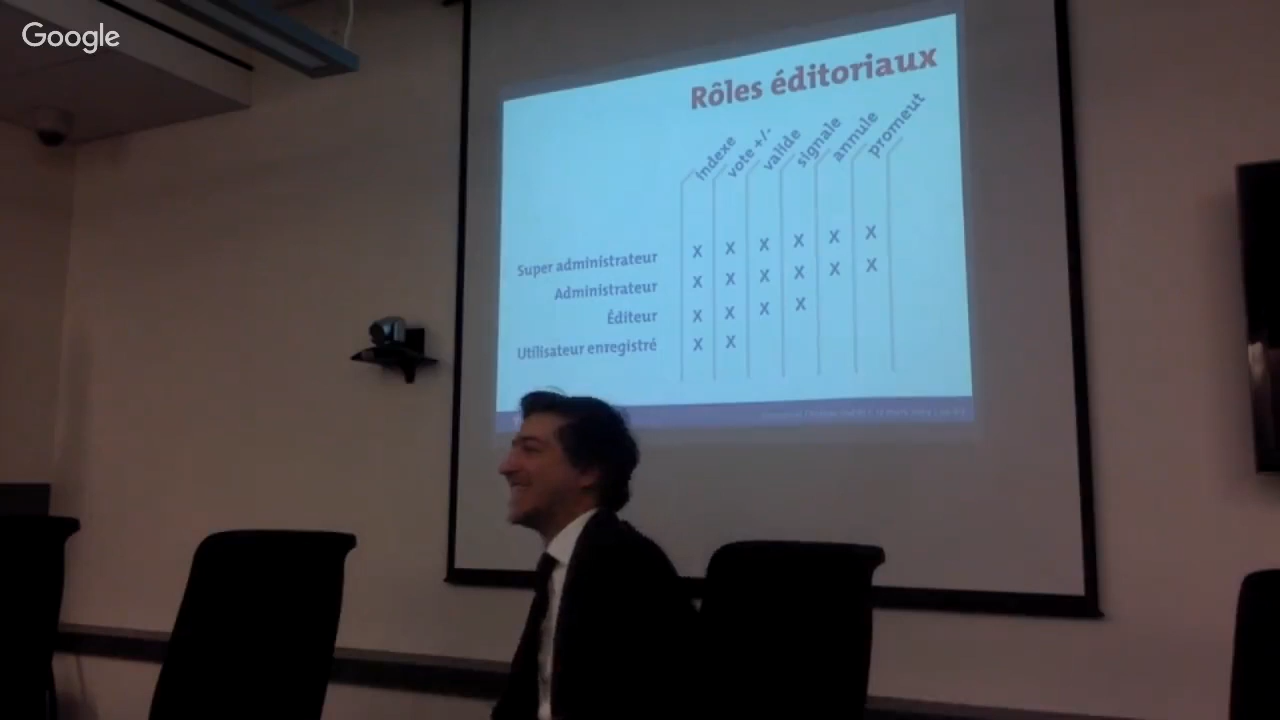 Google
Rôles éditoriaux
indexe vote +/- valide signale annule promeut
Super administrateur X X X X X X
Administrateur X X X X X X
Éditeur X X X X
Utilisateur enregistré X X